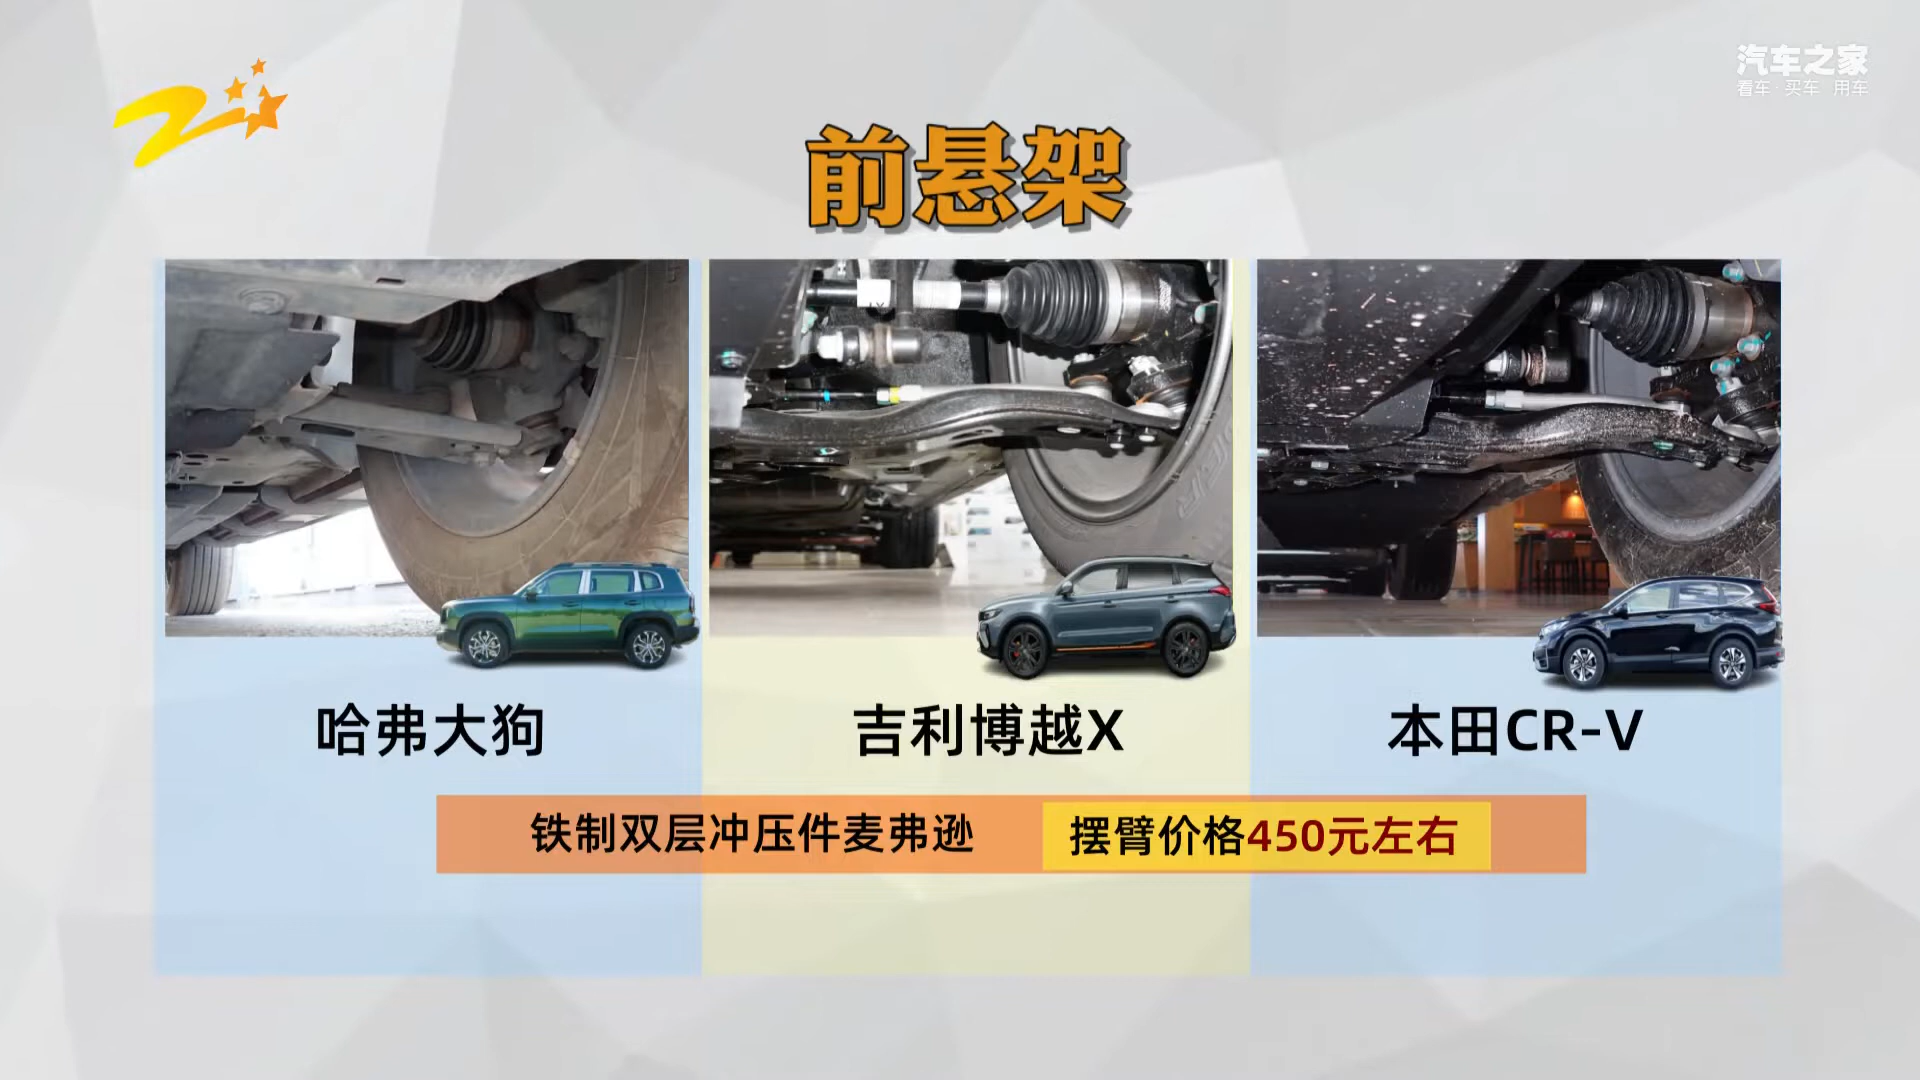 汽车之家
看车·买车 用车
前悬架
哈弗大狗
吉利博越X
本田CR-V
铁制双层冲压件麦弗逊
摆臂价格450元左右